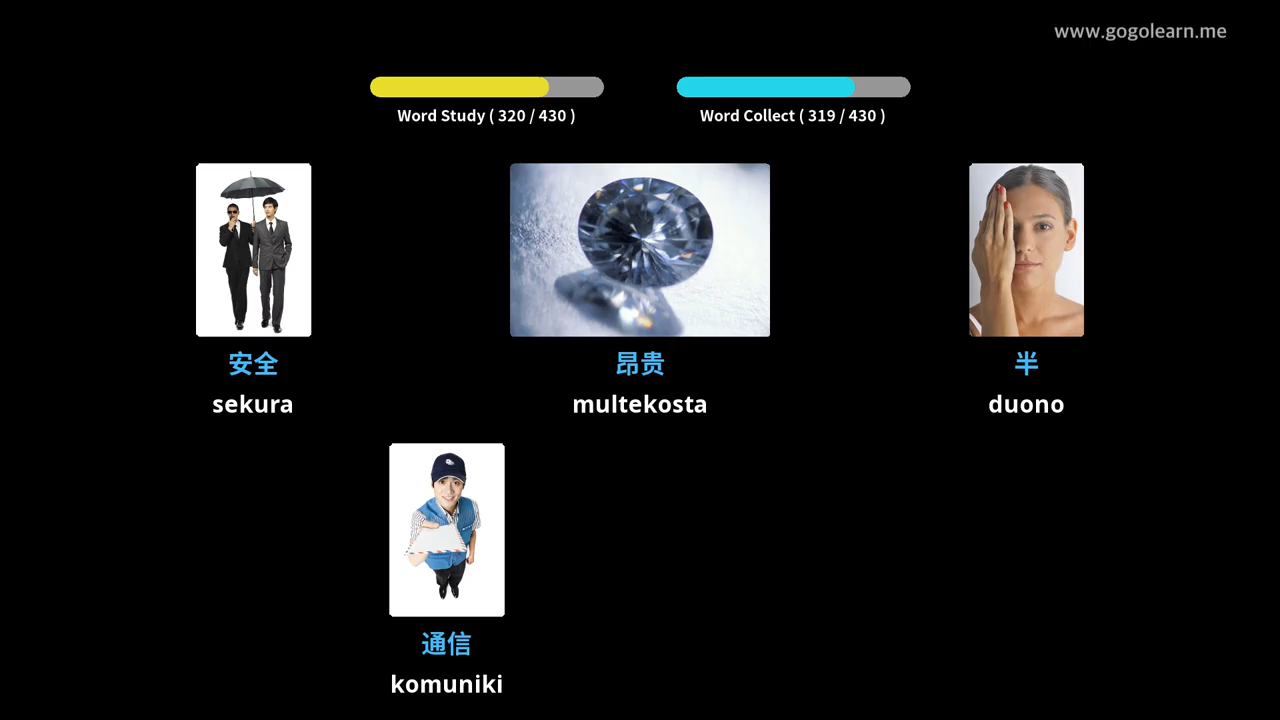 www.gogolearn.me
Word Study ( 320 / 430 )
Word Collect ( 319 / 430 )
安全
sekura
昂贵
multekosta
半
duono
通信
komuniki